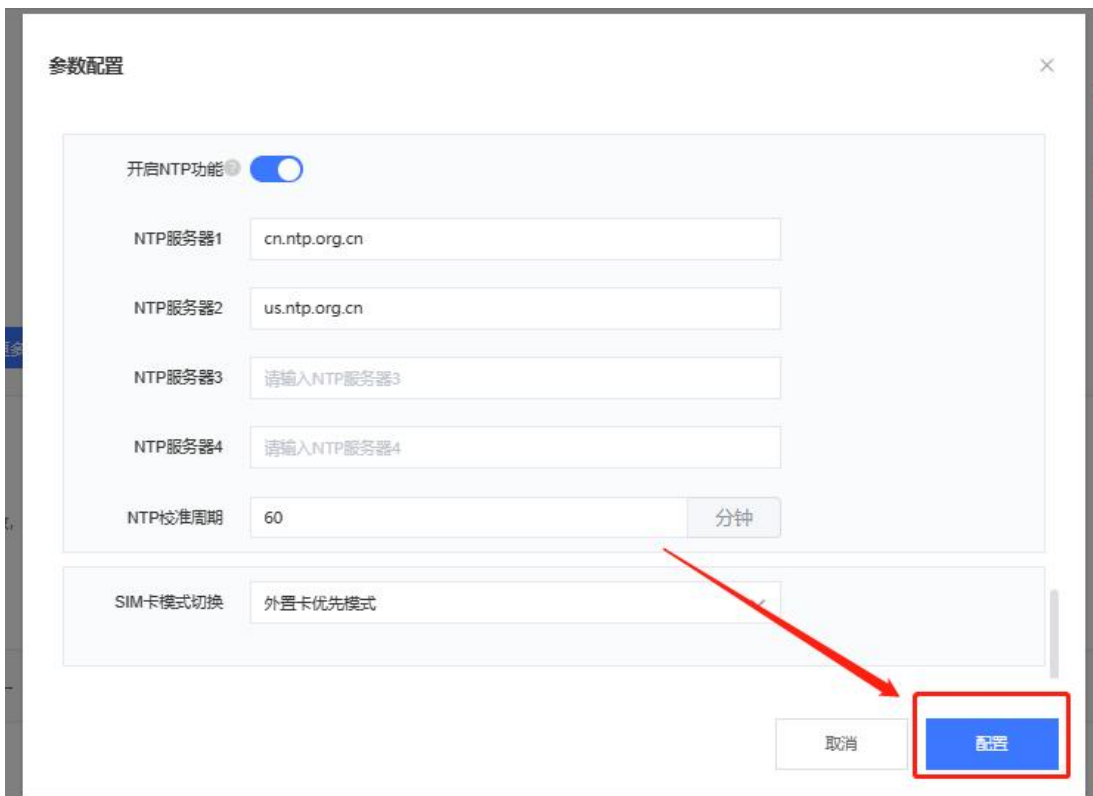 参数配置
开启NTP功能
NTP服务器1 cn.ntp.org.cn
NTP服务器2 us.ntp.org.cn
NTP服务器3 请输入NTP服务器3
NTP服务器4 请输入NTP服务器4
NTP校准周期 60 分钟
SIM卡模式切换 外置卡优先模式
取消 配置